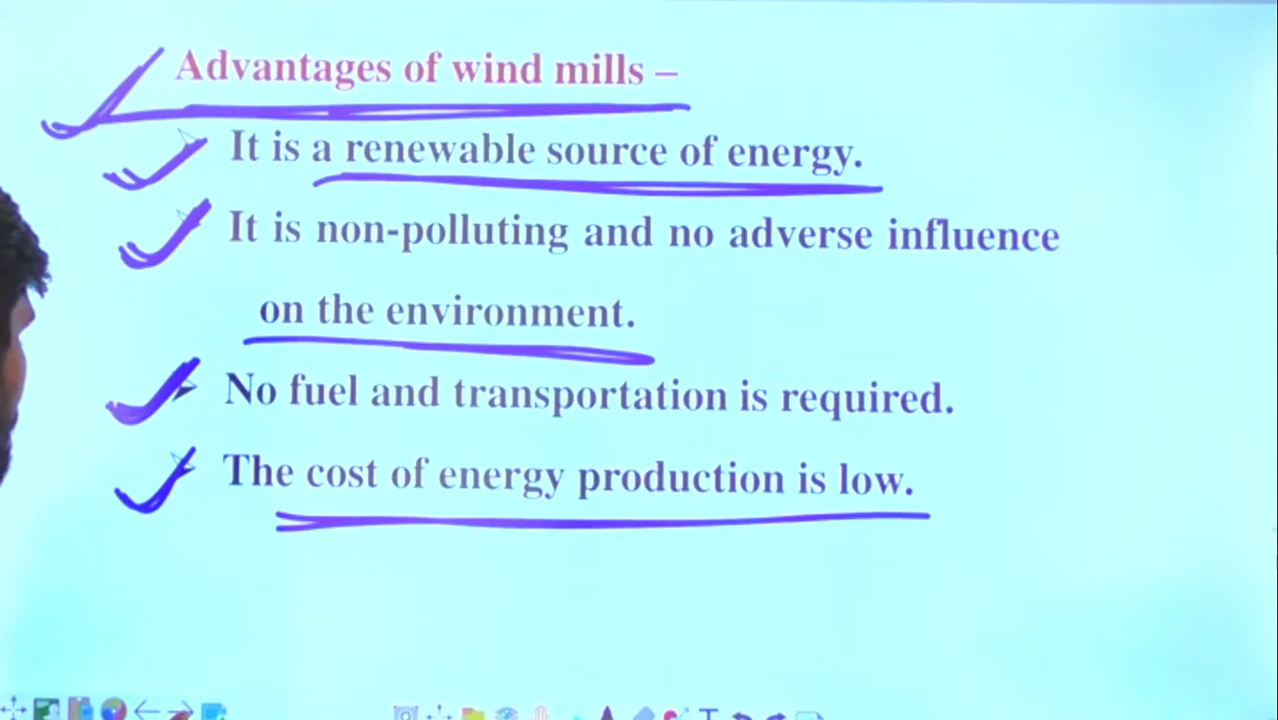 Advantages of wind mills –
It is a renewable source of energy.
It is non-polluting and no adverse influence
on the environment.
No fuel and transportation is required.
The cost of energy production is low.